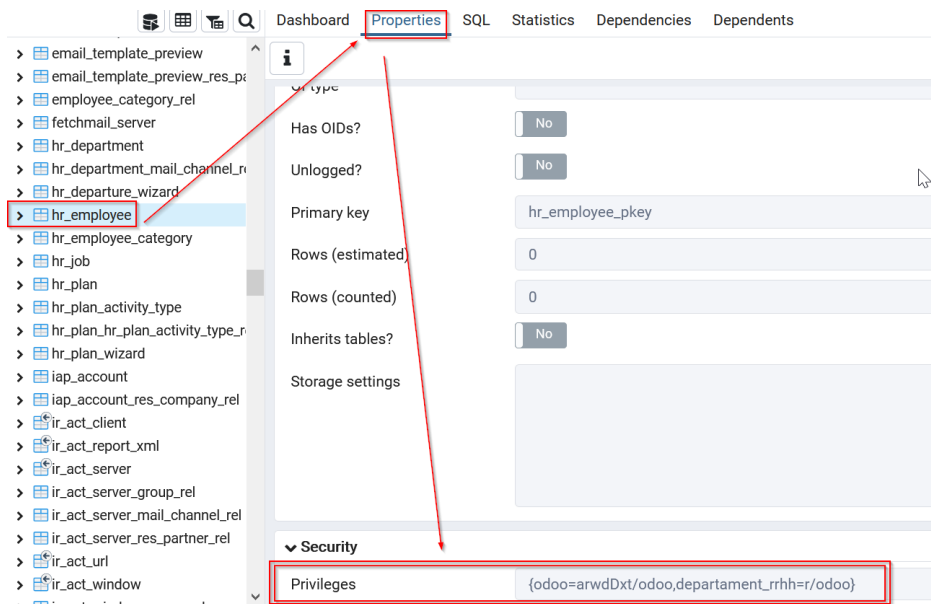 Dashboard Properties SQL Statistics Dependencies Dependents
email_template_preview
email_template_preview_res_pa
employee_category_rel
fetchmail_server
hr_department
hr_department_mail_channel_re
hr_departure_wizard
hr_employee
hr_employee_category
hr_job
hr_plan
hr_plan_activity_type
hr_plan_hr_plan_activity_type_r
hr_plan_wizard
iap_account
iap_account_res_company_rel
ir_act_client
ir_act_report_xml
ir_act_server
ir_act_server_group_rel
ir_act_server_mail_channel_rel
ir_act_server_res_partner_rel
ir_act_url
ir_act_window
i
Of type
Has OIDs? No
Unlogged? No
Primary key hr_employee_pkey
Rows (estimated) 0
Rows (counted) 0
Inherits tables? No
Storage settings
Security
Privileges {odoo=arwdDxt/odoo,departament_rrhh=r/odoo}